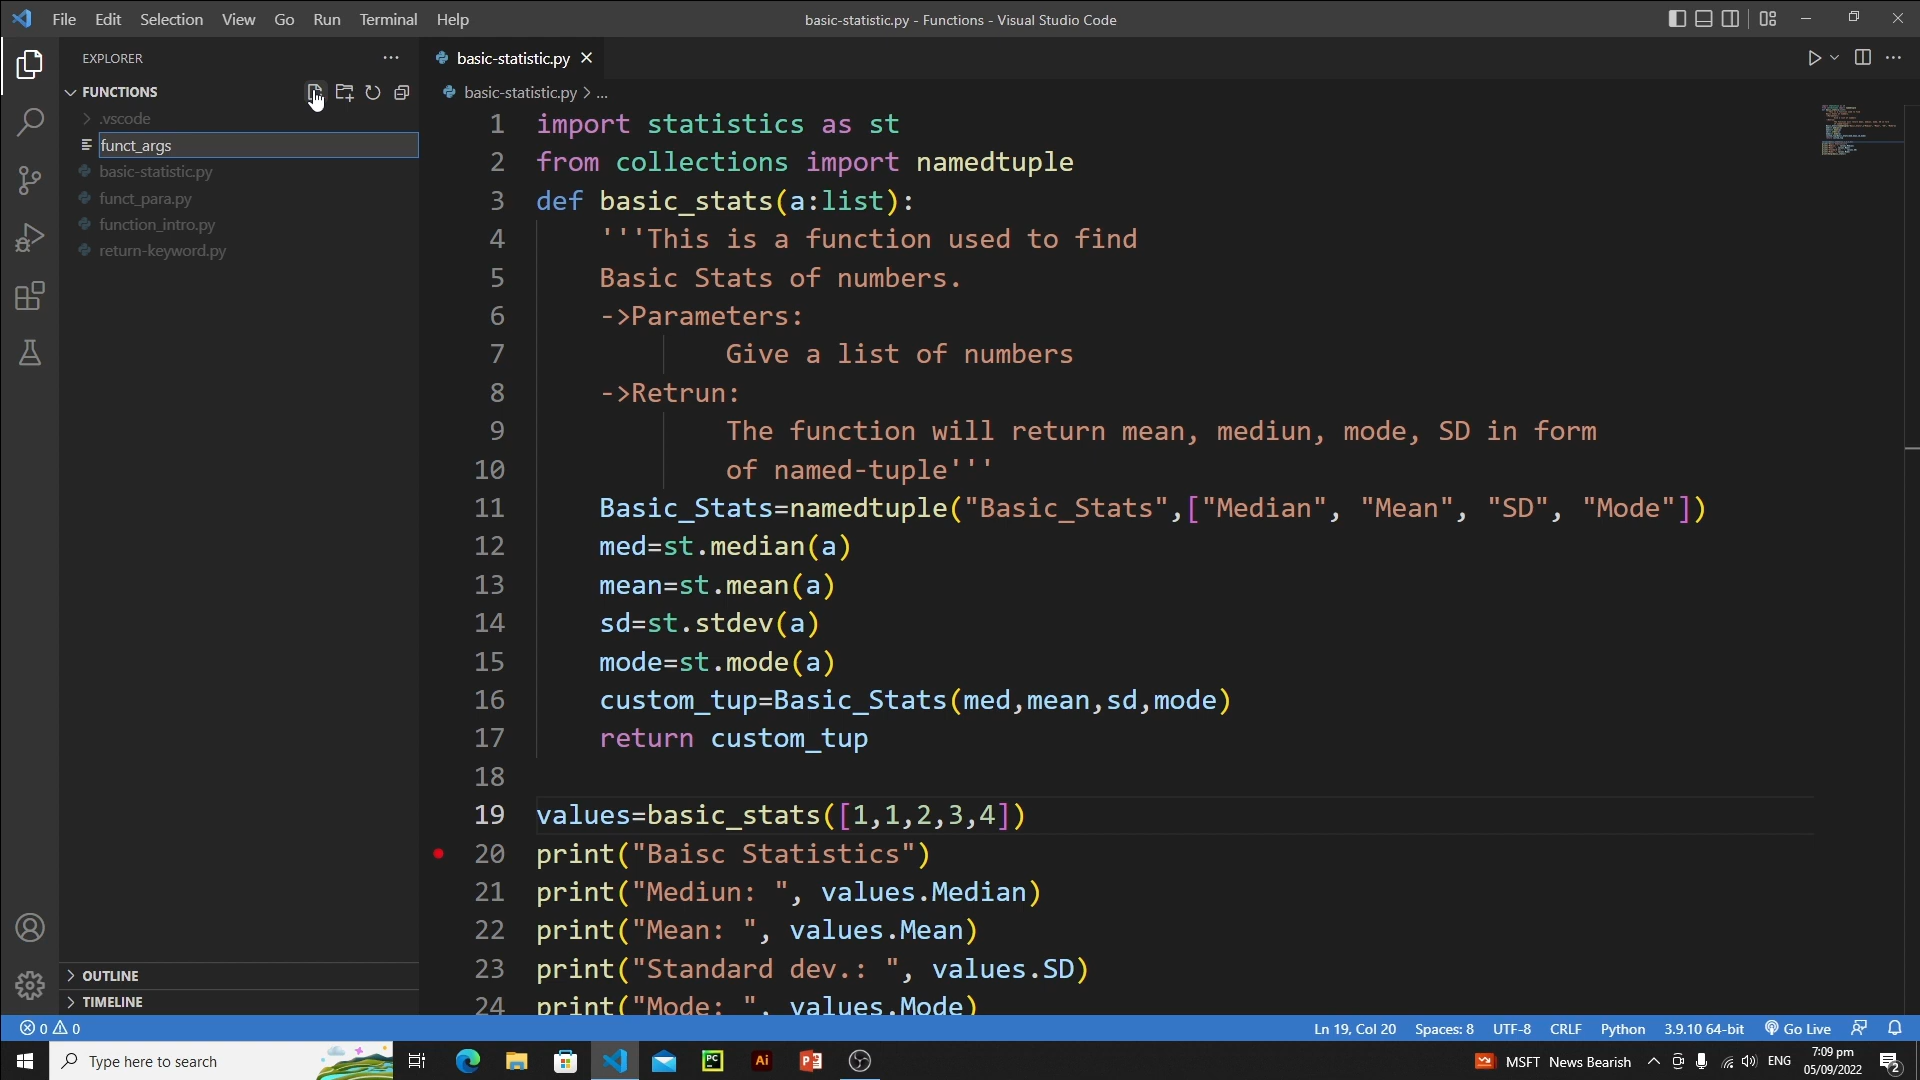 File Edit Selection View Go Run Terminal Help
basic-statistic.py - Functions - Visual Studio Code
EXPLORER
basic-statistic.py
FUNCTIONS
basic-statistic.py > ...
.vscode
funct_args
basic-statistic.py
funct_para.py
function_intro.py
return-keyword.py
1 import statistics as st
2 from collections import namedtuple
3 def basic_stats(a:list):
4 '''This is a function used to find
5 Basic Stats of numbers.
6 ->Parameters:
7 Give a list of numbers
8 ->Retrun:
9 The function will return mean, mediun, mode, SD in form
10 of named-tuple'''
11 Basic_Stats=namedtuple("Basic_Stats",["Median", "Mean", "SD", "Mode"])
12 med=st.median(a)
13 mean=st.mean(a)
14 sd=st.stdev(a)
15 mode=st.mode(a)
16 custom_tup=Basic_Stats(med,mean,sd,mode)
17 return custom_tup
18
19 values=basic_stats([1,1,2,3,4])
20 print("Baisc Statistics")
21 print("Mediun: ", values.Median)
22 print("Mean: ", values.Mean)
23 print("Standard dev.: ", values.SD)
24 print("Mode: ", values.Mode)
OUTLINE
TIMELINE
0 0
Ln 19, Col 20 Spaces: 8 UTF-8 CRLF Python 3.9.10 64-bit Go Live
Type here to search
PC
Ai
MSFT News Bearish
ENG
7:09 pm
05/09/2022
2